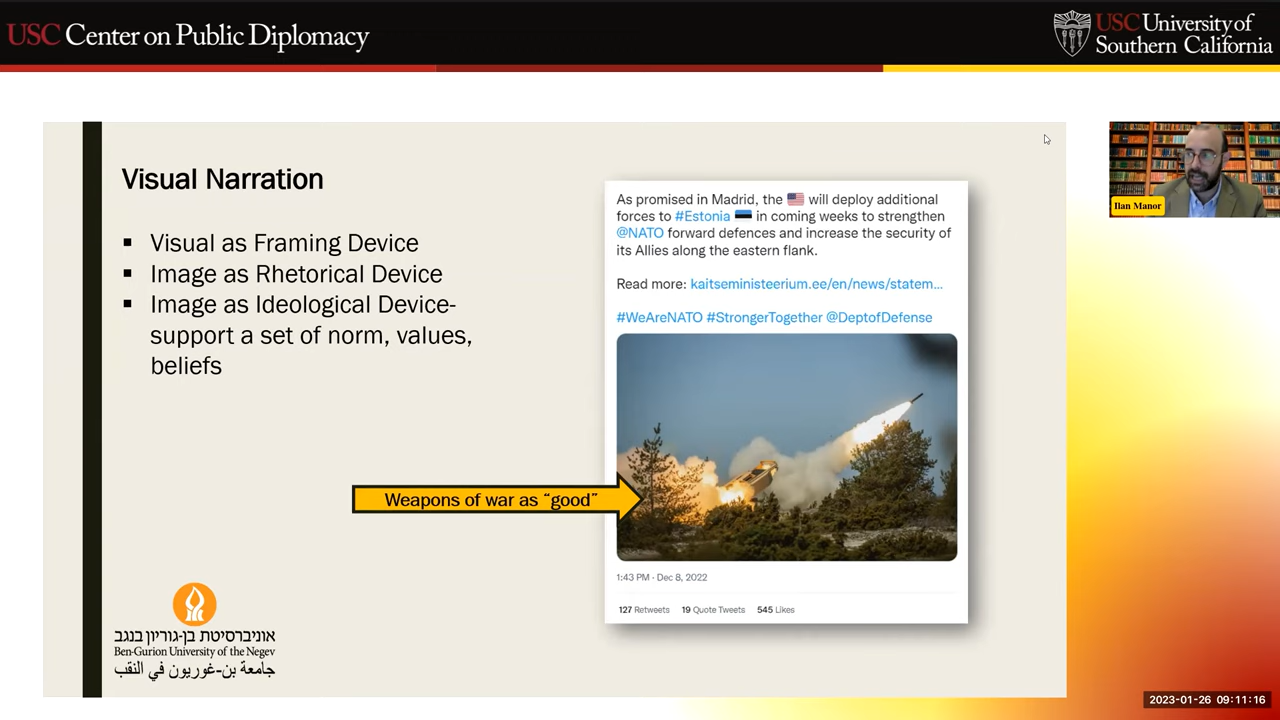 USC Center on Public Diplomacy
USC University of
Southern California
Visual Narration
Visual as Framing Device
Image as Rhetorical Device
Image as Ideological Device-
support a set of norm, values,
beliefs
As promised in Madrid, the 🇺🇸 will deploy additional
forces to #Estonia 🇪🇪 in coming weeks to strengthen
@NATO forward defences and increase the security of
its Allies along the eastern flank.
Read more: kaitseministeerium.ee/en/news/statem...
#WeAreNATO #StrongerTogether @DeptofDefense
Weapons of war as “good”
1:43 PM · Dec 8, 2022
127 Retweets 19 Quote Tweets 545 Likes
אוניברסיטת בן-גוריון בנגב
Ben-Gurion University of the Negev
جامعة بن-غوريون في النقب
Ilan Manor
2023-01-26 09:11:16